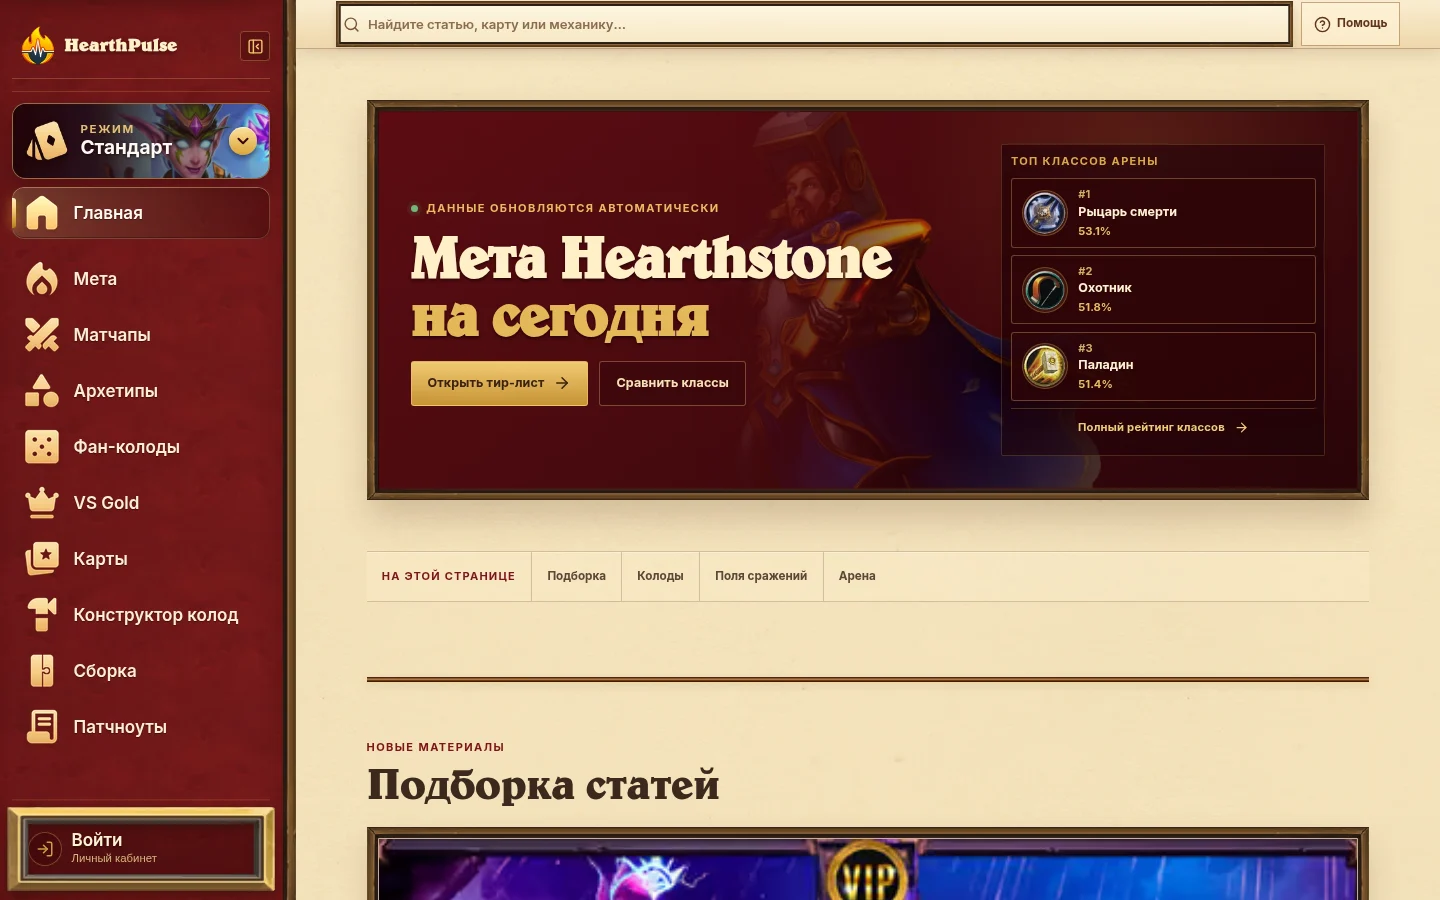 HearthPulse
РЕЖИМ
Стандарт
Главная
Мета
Матчапы
Архетипы
Фан-колоды
VS Gold
Карты
Конструктор колод
Сборка
Патчноуты
Войти
Личный кабинет
Найдите статью, карту или механику...
Помощь
ДАННЫЕ ОБНОВЛЯЮТСЯ АВТОМАТИЧЕСКИ
Мета Hearthstone
на сегодня
Открыть тир-лист
Сравнить классы
ТОП КЛАССОВ АРЕНЫ
#1
Рыцарь смерти
53.1%
#2
Охотник
51.8%
#3
Паладин
51.4%
Полный рейтинг классов
НА ЭТОЙ СТРАНИЦЕ
Подборка
Колоды
Поля сражений
Арена
НОВЫЕ МАТЕРИАЛЫ
Подборка статей
VIP